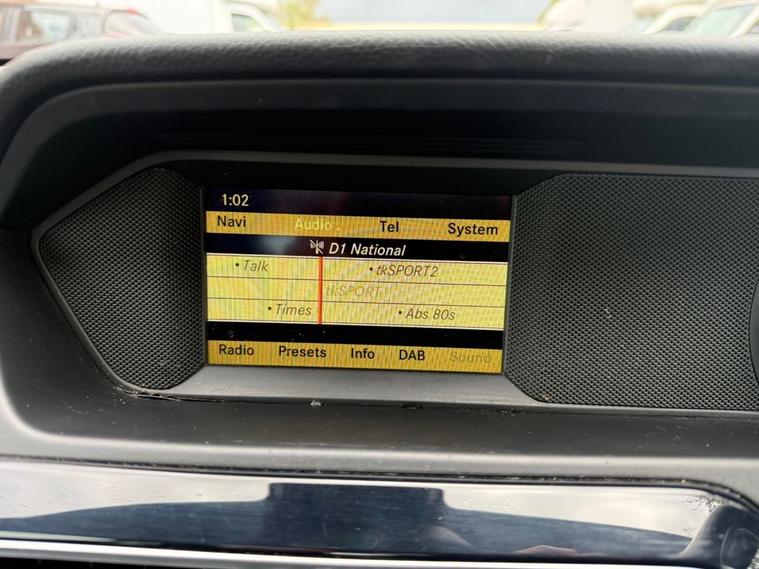 1:02
Navi Audio Tel System
D1 National
• Talk • tkSPORT2
tkSPORT
• Times • Abs 80s
Radio Presets Info DAB Sound